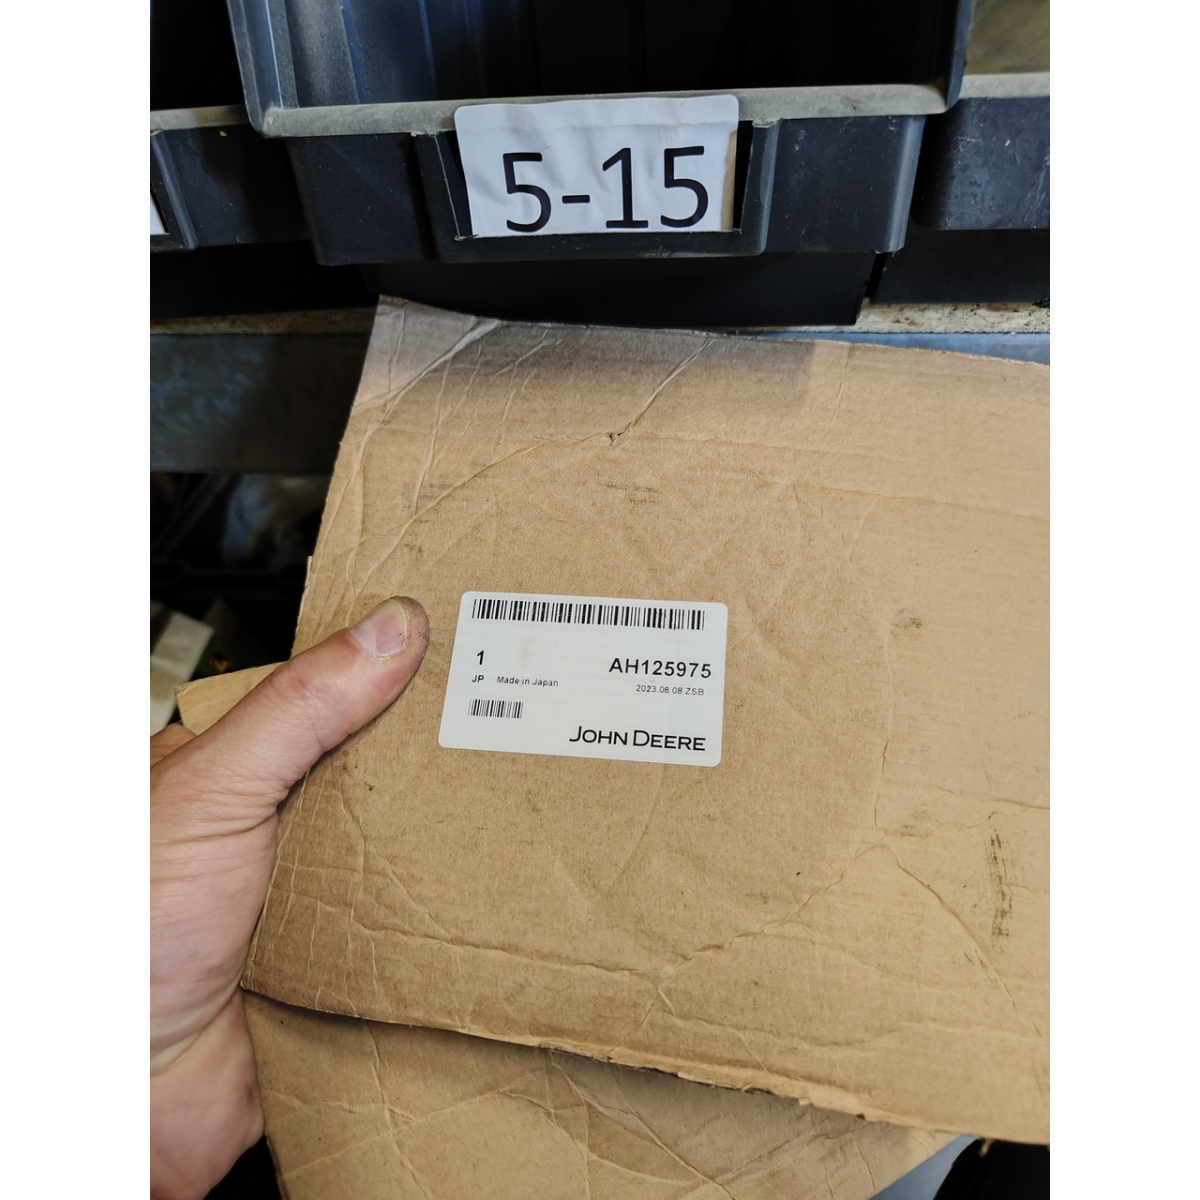 5-15
1
AH125975
JP Made in Japan
2023.08.08 ZSB
JOHN DEERE